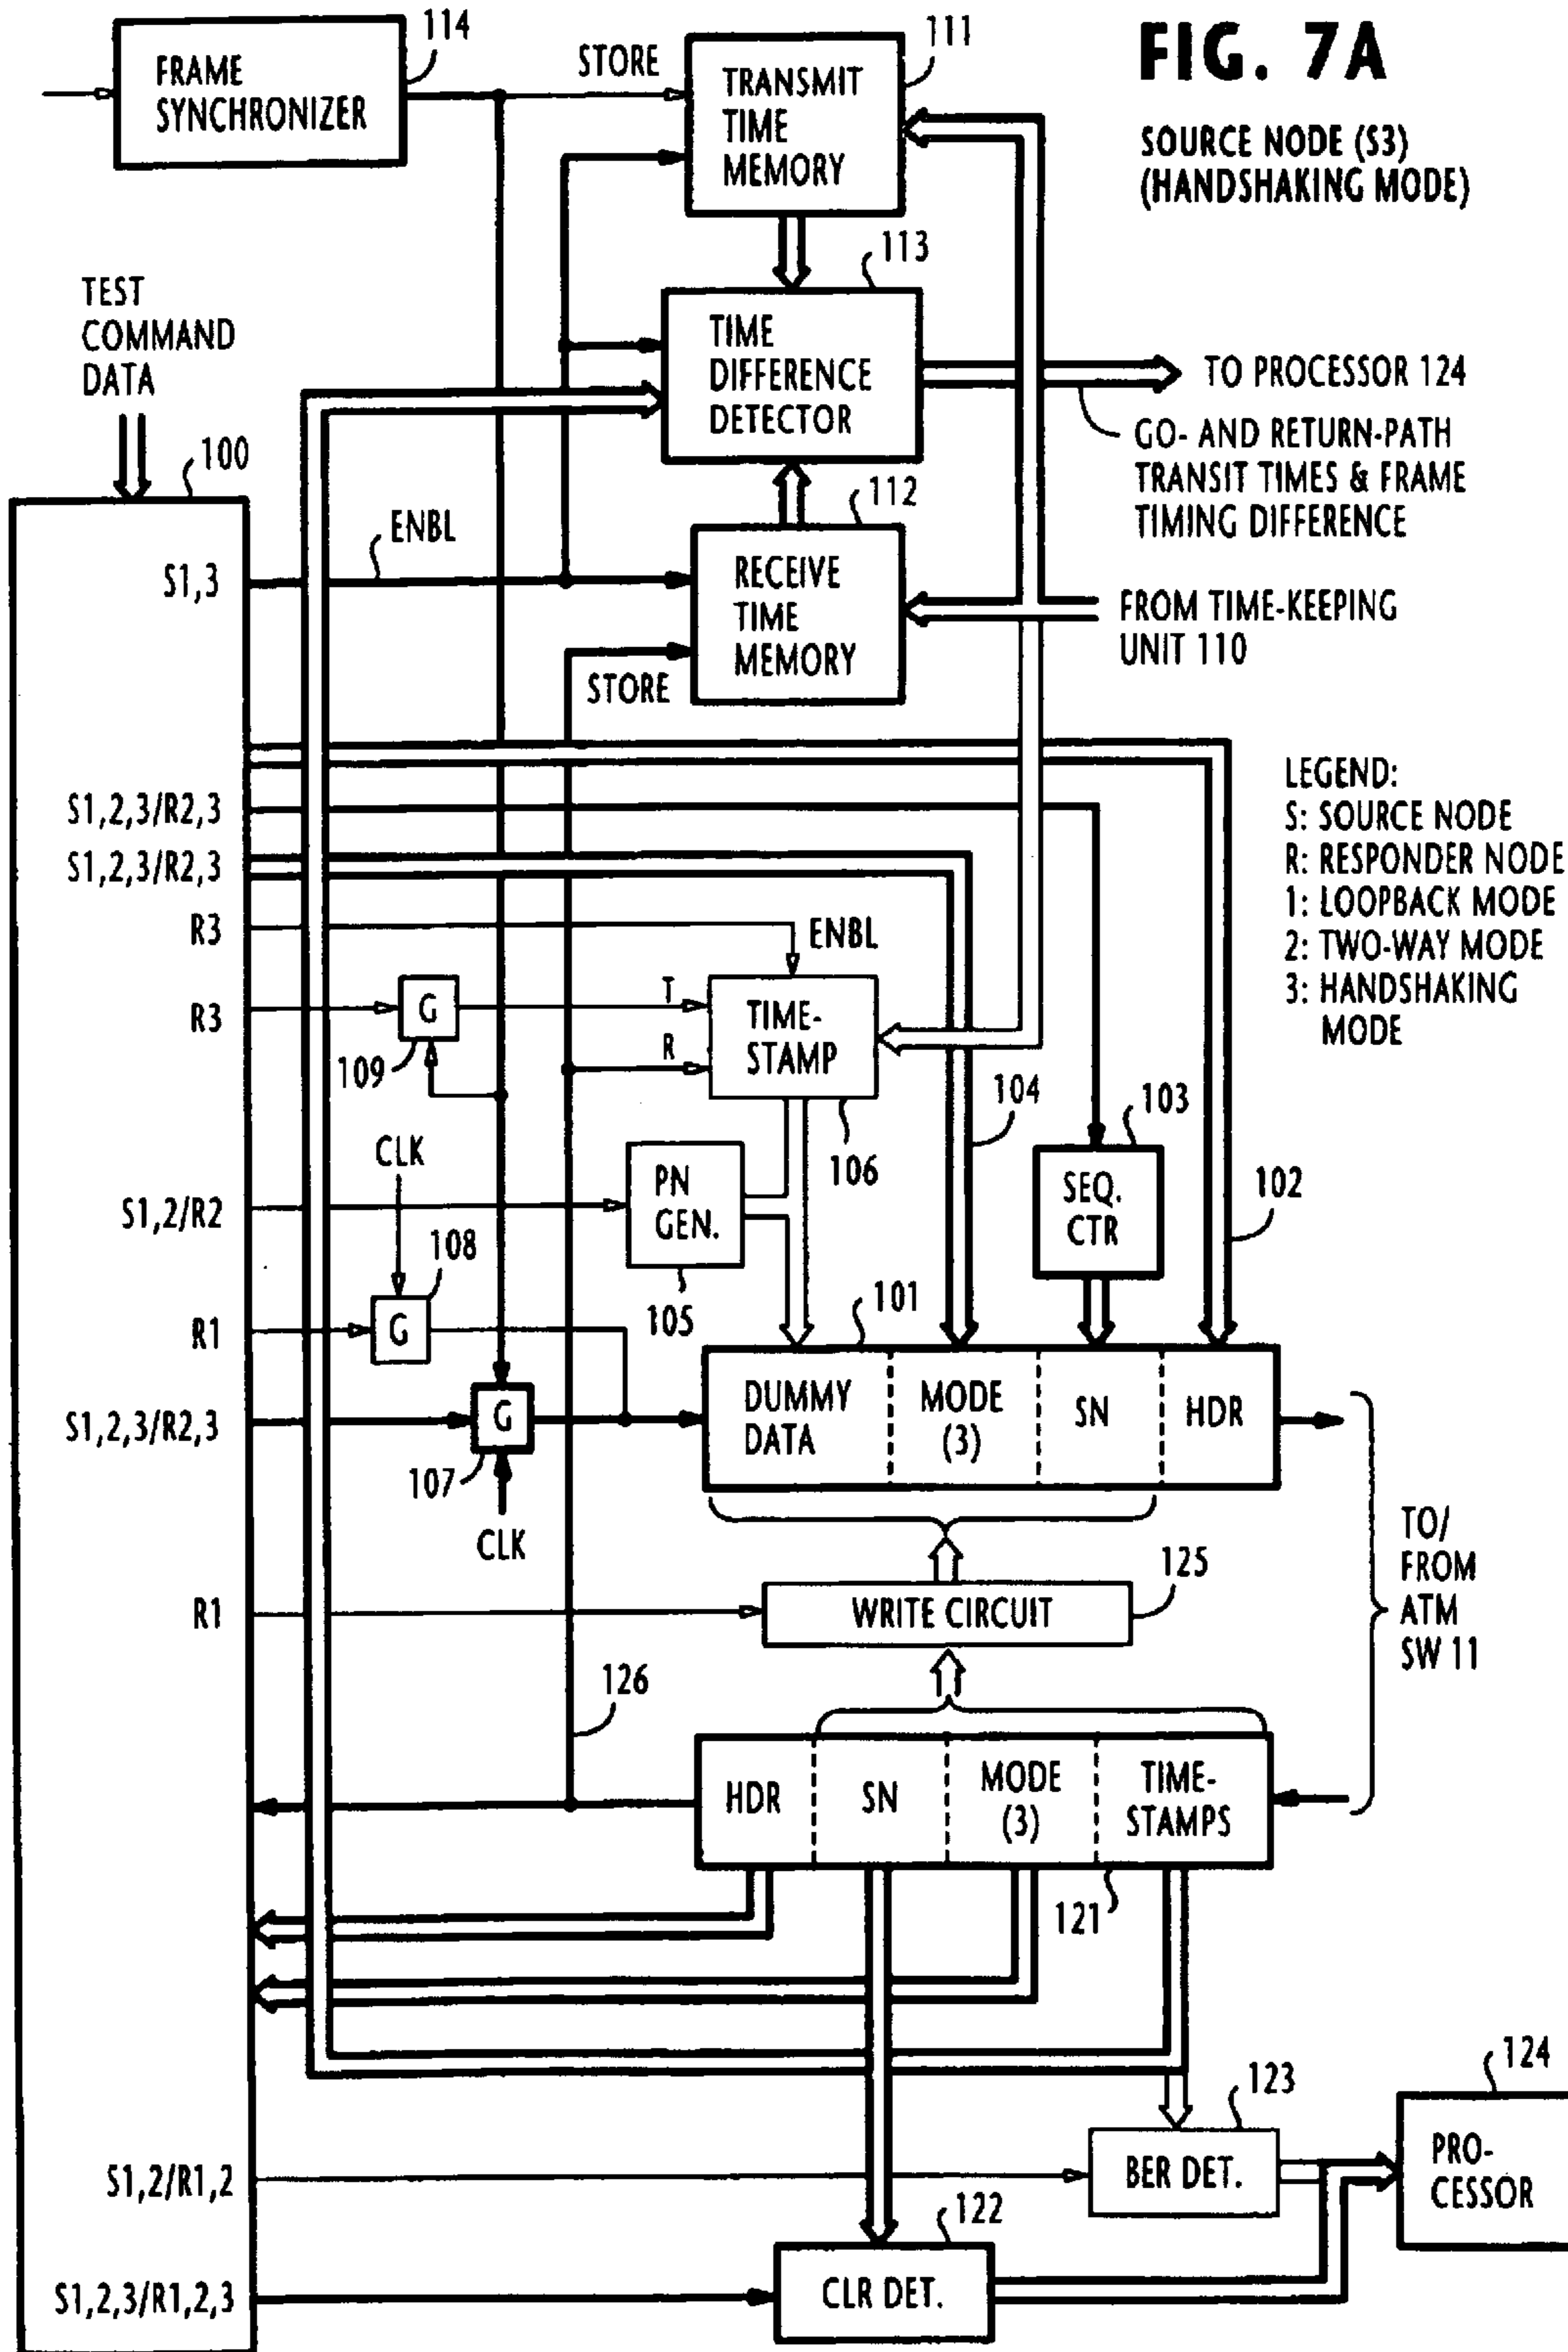 FIG. 7A
SOURCE NODE (S3)
(HANDSHAKING MODE)
114
FRAME
SYNCHRONIZER
STORE
111
TRANSMIT
TIME
MEMORY
113
TIME
DIFFERENCE
DETECTOR
TO PROCESSOR 124
GO- AND RETURN-PATH
TRANSIT TIMES & FRAME
TIMING DIFFERENCE
TEST
COMMAND
DATA
100
ENBL
S1,3
112
RECEIVE
TIME
MEMORY
STORE
FROM TIME-KEEPING
UNIT 110
LEGEND:
S: SOURCE NODE
R: RESPONDER NODE
1: LOOPBACK MODE
2: TWO-WAY MODE
3: HANDSHAKING
MODE
S1,2,3/R2,3
S1,2,3/R2,3
R3
ENBL
R3
G
109
T
R
TIME-
STAMP
106
104
103
SEQ.
CTR
102
CLK
S1,2/R2
PN
GEN.
105
108
R1
G
101
S1,2,3/R2,3
G
107
CLK
DUMMY
DATA
MODE
(3)
SN
HDR
TO/
FROM
ATM
SW 11
R1
WRITE CIRCUIT
125
126
HDR
SN
MODE
(3)
TIME-
STAMPS
121
123
124
S1,2/R1,2
BER DET.
PRO-
CESSOR
122
S1,2,3/R1,2,3
CLR DET.